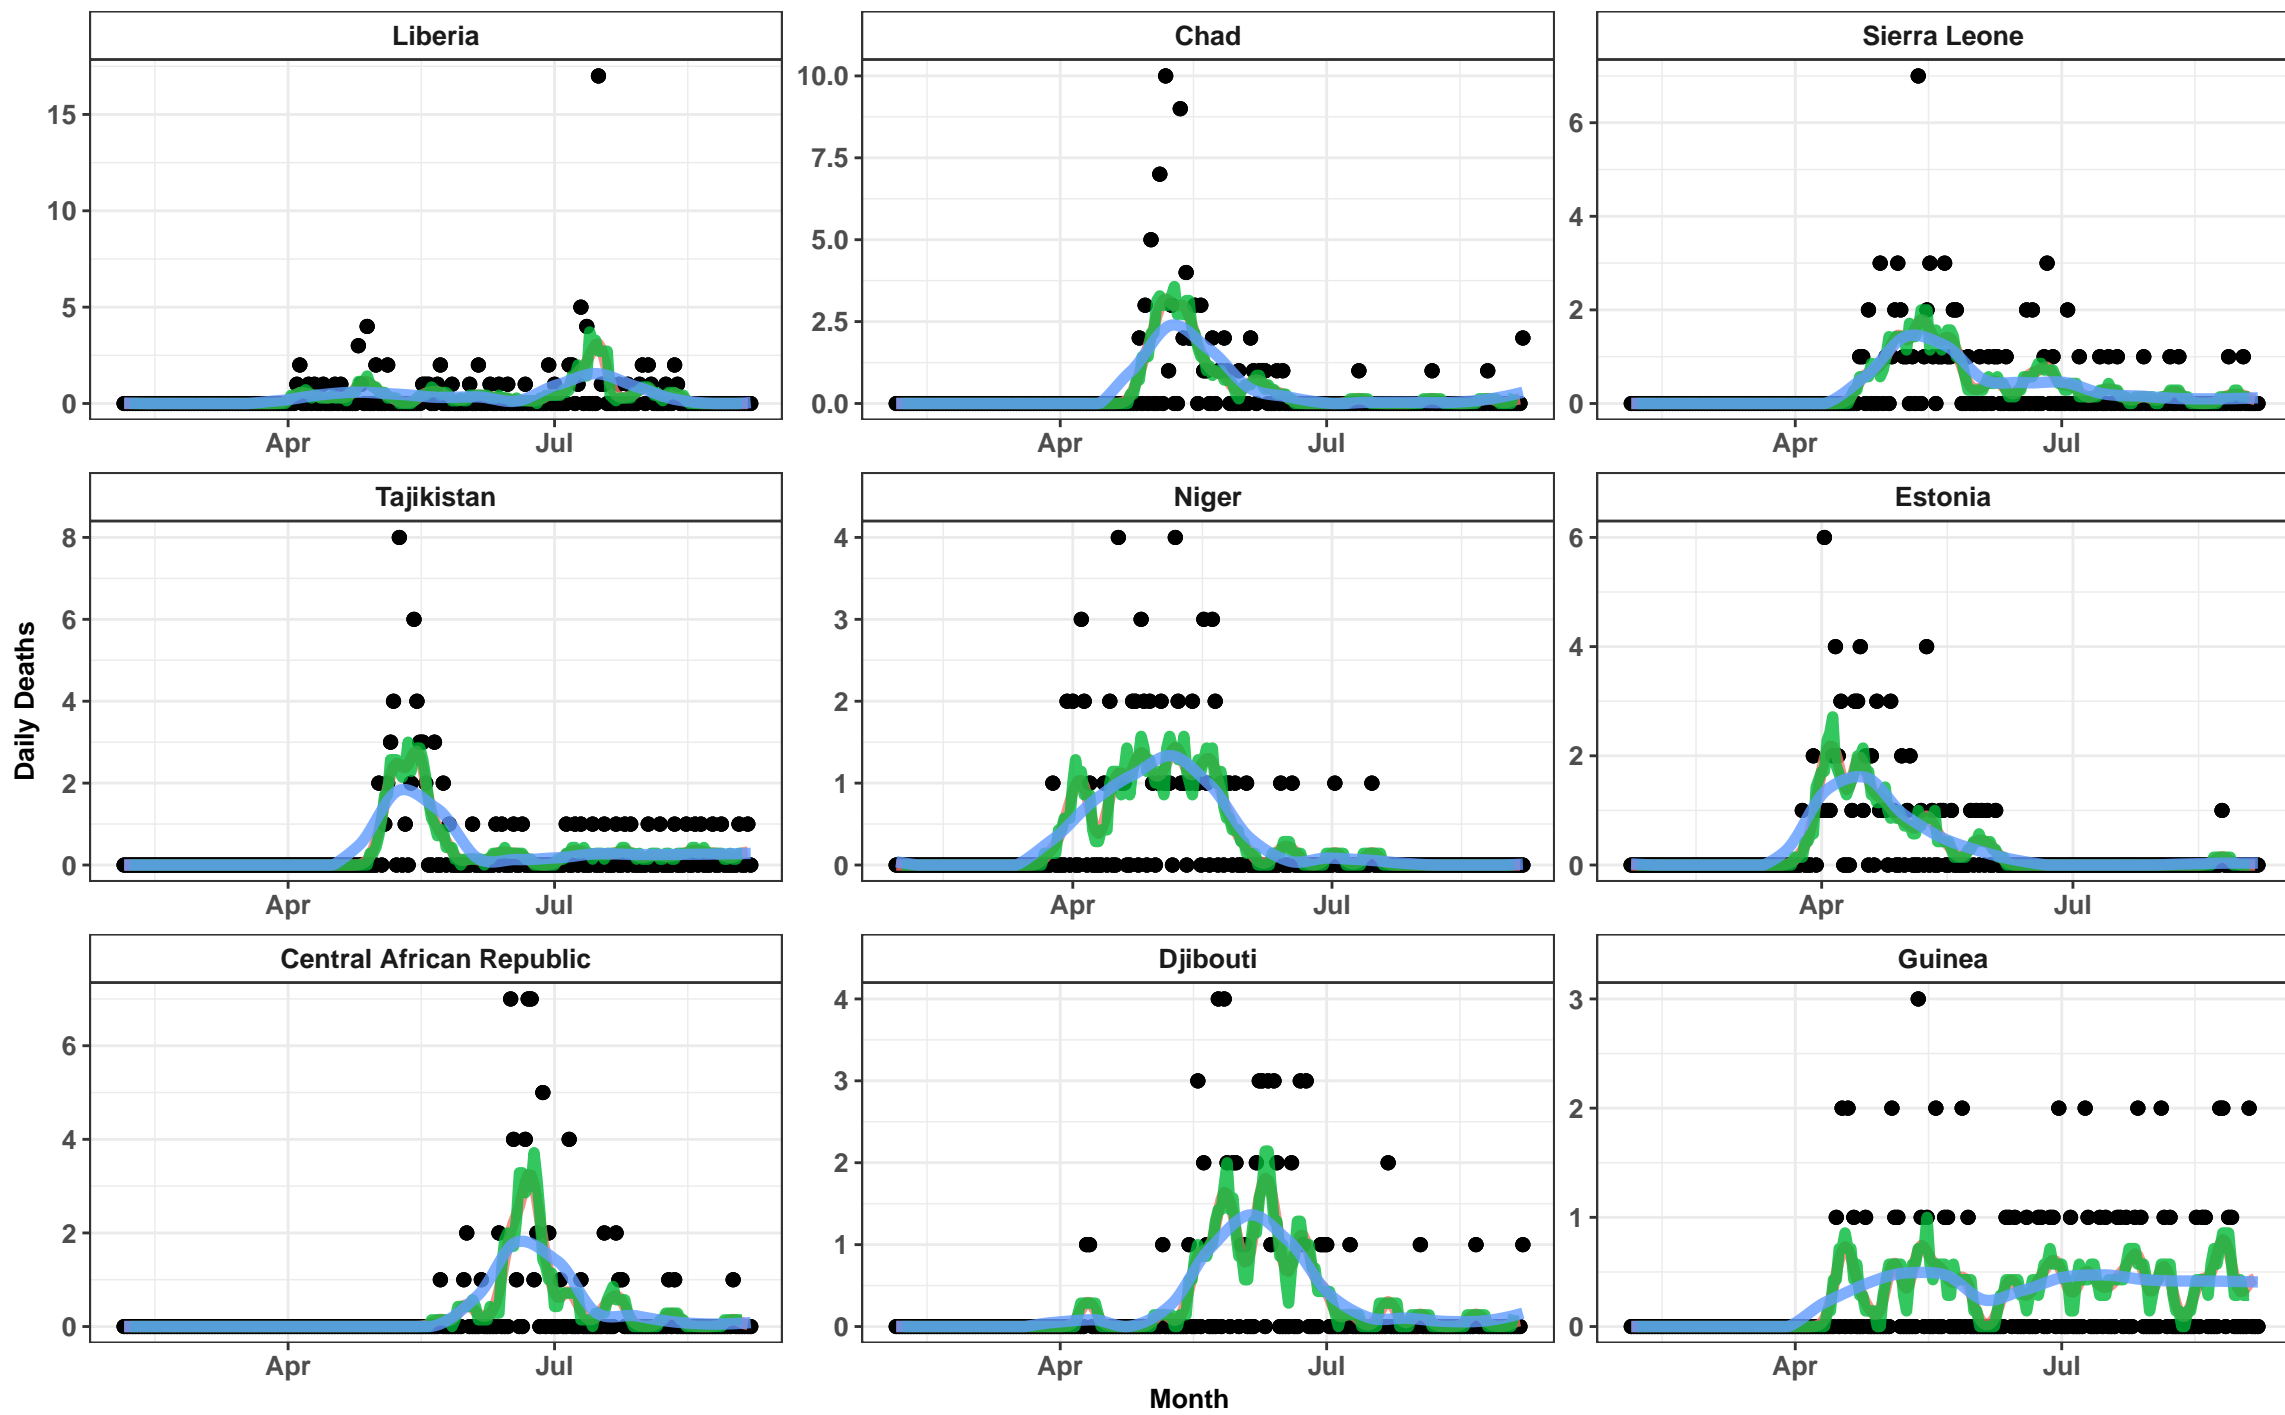 Liberia
Chad
Sierra Leone
15
10
5
0
Apr
Jul
10.0
7.5
5.0
2.5
0.0
Apr
Jul
6
4
2
0
Apr
Jul
Tajikistan
Niger
Estonia
8
6
4
2
0
Apr
Jul
4
3
2
1
0
Apr
Jul
6
4
2
0
Apr
Jul
Daily Deaths
Central African Republic
Djibouti
Guinea
6
4
2
0
Apr
Jul
4
3
2
1
0
Apr
Jul
3
2
1
0
Apr
Jul
Month